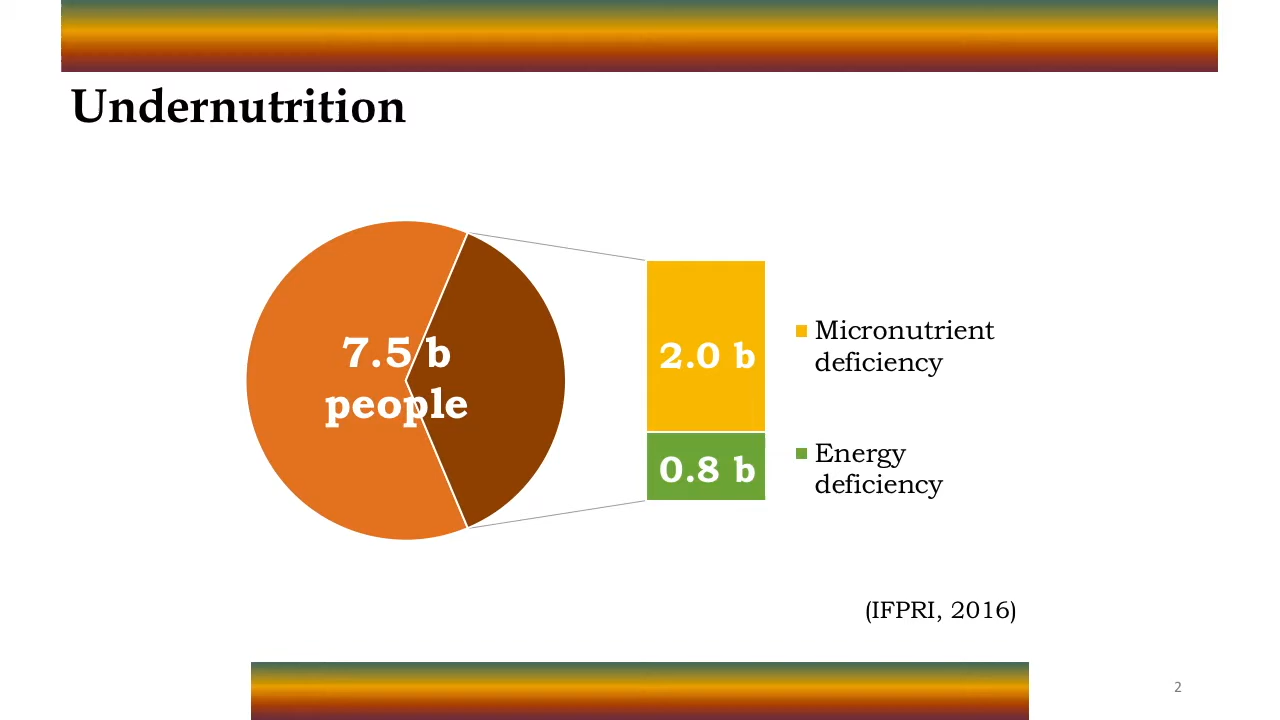 Undernutrition
7.5 b
people
2.0 b
0.8 b
Micronutrient
deficiency
Energy
deficiency
(IFPRI, 2016)
2